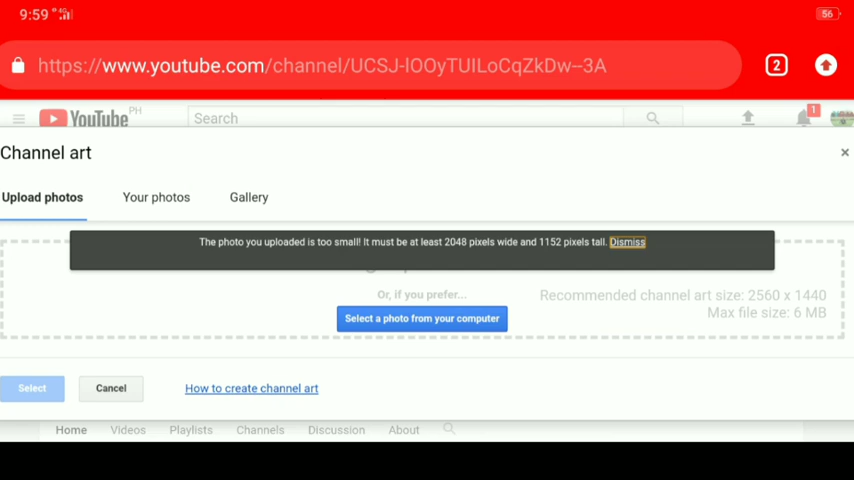 9:59 4G 56
https://www.youtube.com/channel/UCSJ-lOOyTUILoCqZkDw--3A 2
YouTube PH Search 1
Channel art ×
Upload photos Your photos Gallery
The photo you uploaded is too small! It must be at least 2048 pixels wide and 1152 pixels tall. Dismiss
Or, if you prefer...
Recommended channel art size: 2560 x 1440
Max file size: 6 MB
Select a photo from your computer
Select Cancel How to create channel art
Home Videos Playlists Channels Discussion About